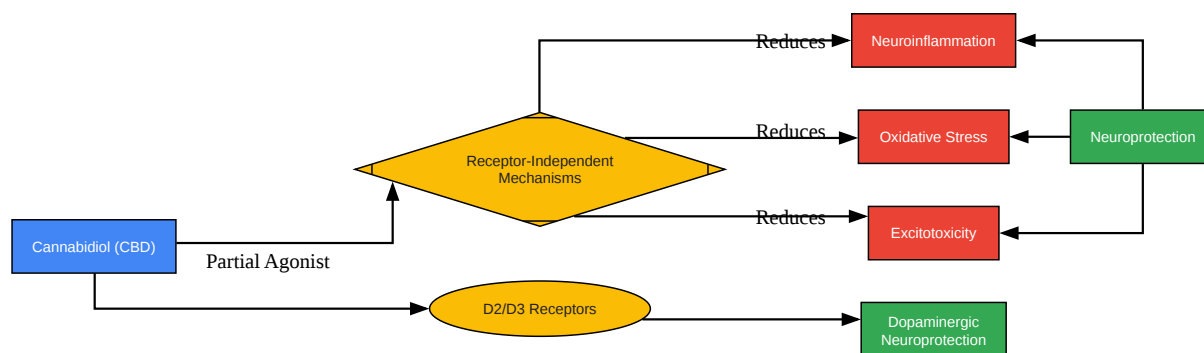 Reduces
Neuroinflammation
Reduces
Oxidative Stress
Neuroprotection
Receptor-Independent
Mechanisms
Reduces
Excitotoxicity
Cannabidiol (CBD)
Partial Agonist
D2/D3 Receptors
Dopaminergic
Neuroprotection